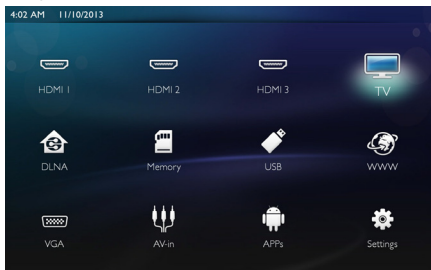 4:02 AM 11/10/2013
HDMI 1 HDMI 2 HDMI 3 TV
DLNA Memory USB WWW
VGA AV-in APPs Settings